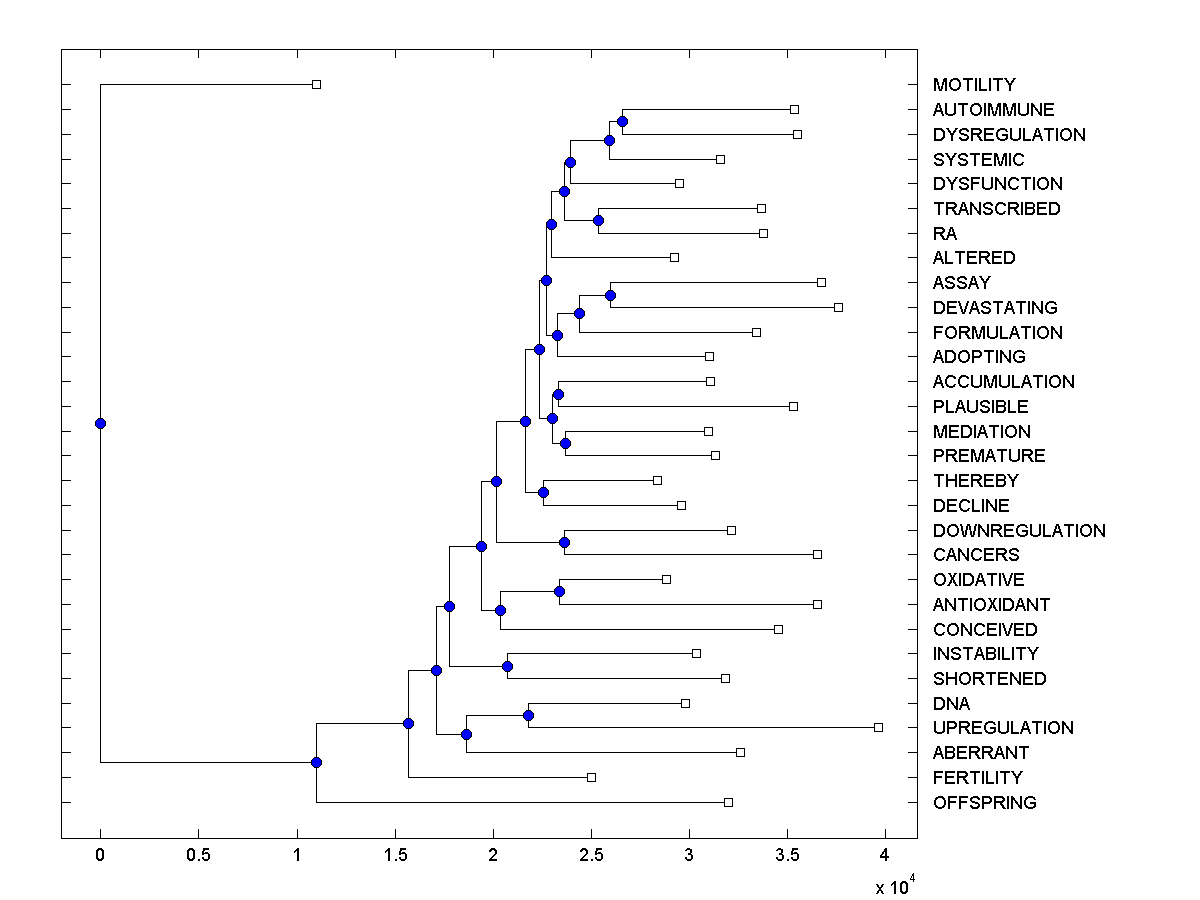 MOTILITY
AUTOIMMUNE
DYSREGULATION
SYSTEMIC
DYSFUNCTION
TRANSCRIBED
RA
ALTERED
ASSAY
DEVASTATING
FORMULATION
ADOPTING
ACCUMULATION
PLAUSIBLE
MEDIATION
PREMATURE
THEREBY
DECLINE
DOWNREGULATION
CANCERS
OXIDATIVE
ANTIOXIDANT
CONCEIVED
INSTABILITY
SHORTENED
DNA
UPREGULATION
ABERRANT
FERTILITY
OFFSPRING
0 0.5 1 1.5 2 2.5 3 3.5 4
x 10^4